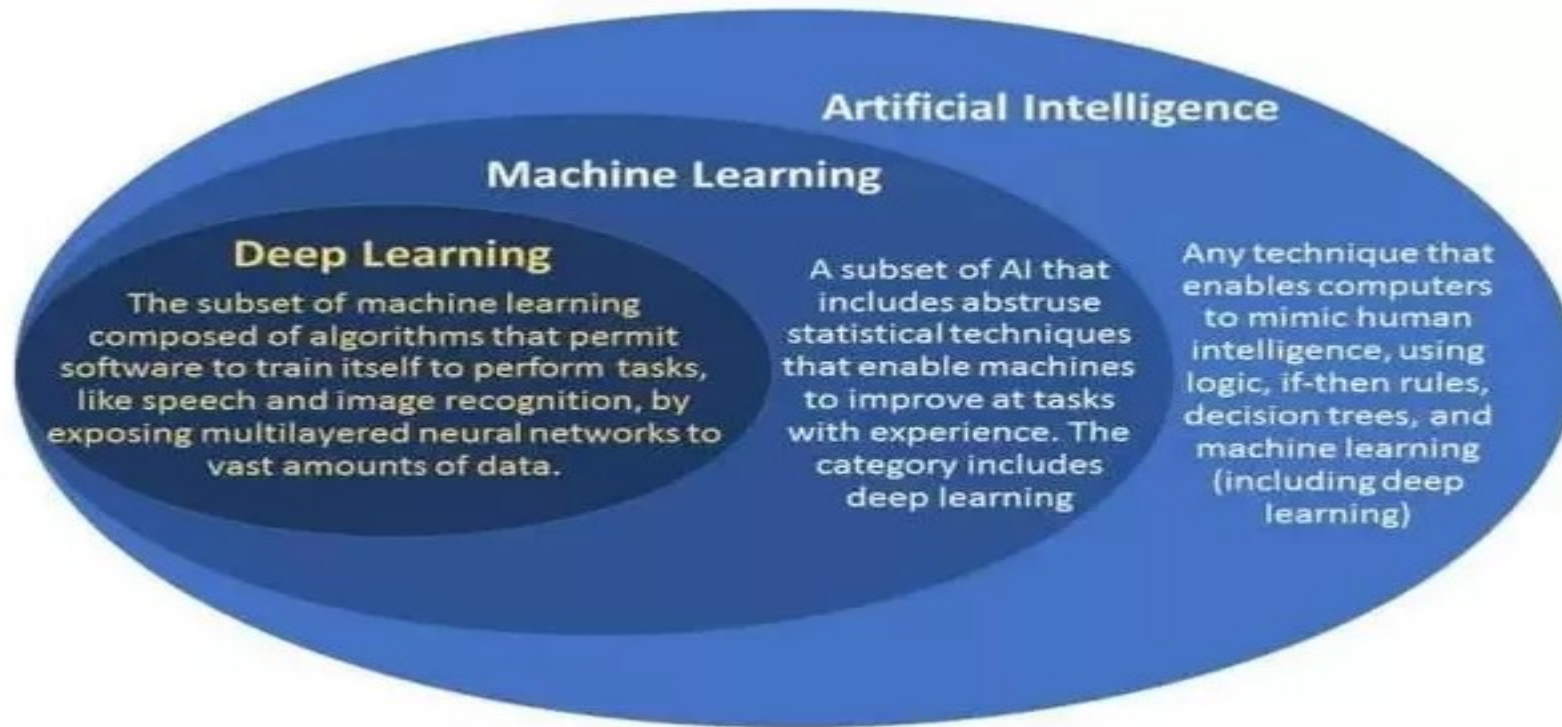 Artificial Intelligence
Machine Learning
Deep Learning
The subset of machine learning
composed of algorithms that permit
software to train itself to perform tasks,
like speech and image recognition, by
exposing multilayered neural networks to
vast amounts of data.
A subset of AI that
includes abstruse
statistical techniques
that enable machines
to improve at tasks
with experience. The
category includes
deep learning
Any technique that
enables computers
to mimic human
intelligence, using
logic, if-then rules,
decision trees, and
machine learning
(including deep
learning)